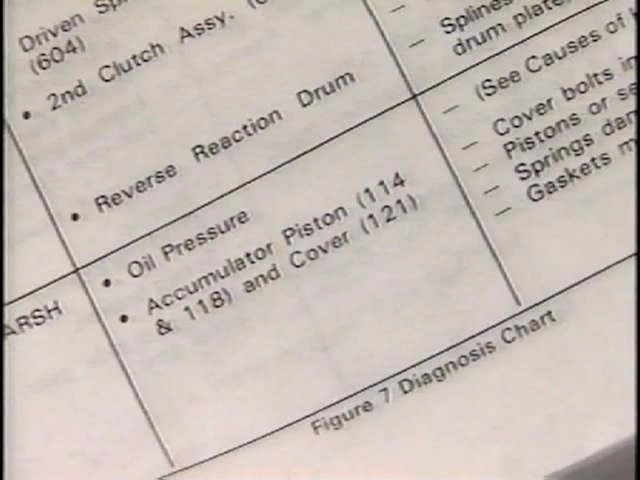 Driven
(604)
• 2nd Clutch Assy.
• Reverse Reaction Drum
• Oil Pressure
• Accumulator Piston (114
& 118) and Cover (121)
ARSH
– Splines
drum plate,
– (See Causes of
– Cover bolts
– Pistons or
– Springs
– Gaskets
Figure 7 Diagnosis Chart